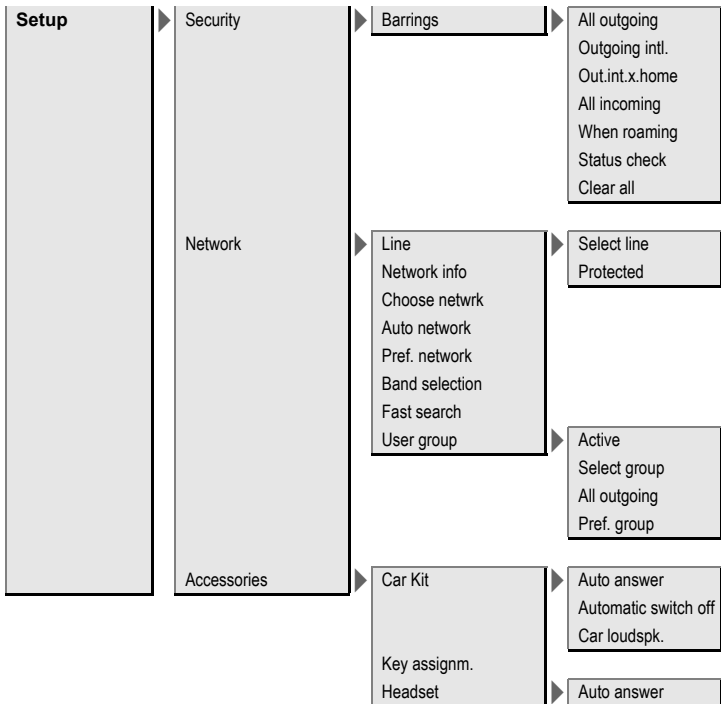 Setup
Security
Barrings
All outgoing
Outgoing intl.
Out.int.x.home
All incoming
When roaming
Status check
Clear all
Network
Line
Select line
Network info
Protected
Choose netwrk
Auto network
Pref. network
Band selection
Fast search
User group
Active
Select group
All outgoing
Pref. group
Accessories
Car Kit
Auto answer
Automatic switch off
Car loudspk.
Key assignm.
Headset
Auto answer